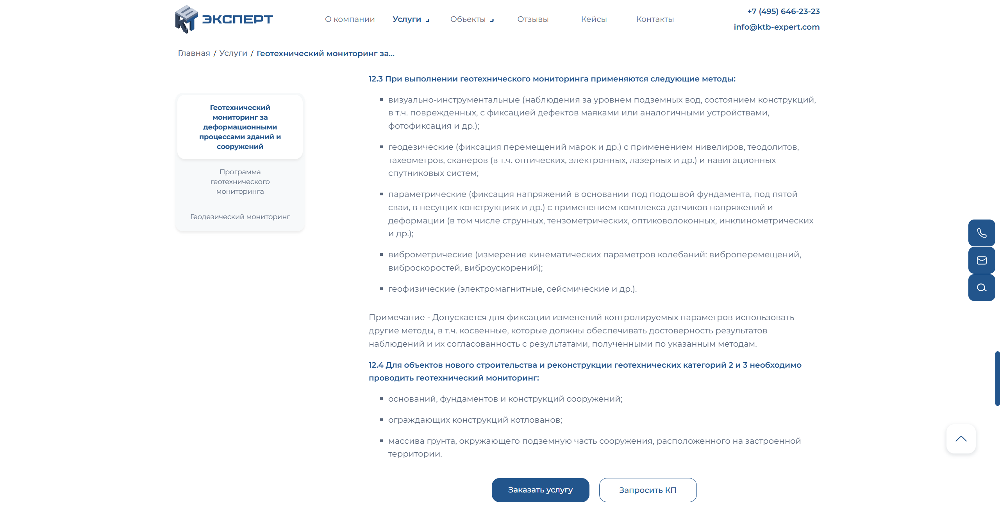 ЭКСПЕРТ
О компании
Услуги
Объекты
Отзывы
Кейсы
Контакты
+7 (495) 646-23-23
info@ktb-expert.com
Главная / Услуги / Геотехнический мониторинг за...
Геотехнический
мониторинг за
деформационными
процессами зданий и
сооружений
Программа
геотехнического
мониторинга
Геодезический мониторинг
12.3 При выполнении геотехнического мониторинга применяются следующие методы:
визуально-инструментальные (наблюдения за уровнем подземных вод, состоянием конструкций,
в т.ч. поврежденных, с фиксацией дефектов маяками или аналогичными устройствами,
фотофиксация и др.);
геодезические (фиксация перемещений марок и др.) с применением нивелиров, теодолитов,
тахеометров, сканеров (в т.ч. оптических, электронных, лазерных и др.) и навигационных
спутниковых систем;
параметрические (фиксация напряжений в основании под подошвой фундамента, под пятой
сваи, в несущих конструкциях и др.) с применением комплекса датчиков напряжений и
деформации (в том числе струнных, тензометрических, оптиковолоконных, инклинометрических
и др.);
виброметрические (измерение кинематических параметров колебаний: виброперемещений,
виброскоростей, виброускорений);
геофизические (электромагнитные, сейсмические и др.).
Примечание - Допускается для фиксации изменений контролируемых параметров использовать
другие методы, в т.ч. косвенные, которые должны обеспечивать достоверность результатов
наблюдений и их согласованность с результатами, полученными по указанным методам.
12.4 Для объектов нового строительства и реконструкции геотехнических категорий 2 и 3 необходимо
проводить геотехнический мониторинг:
оснований, фундаментов и конструкций сооружений;
ограждающих конструкций котлованов;
массива грунта, окружающего подземную часть сооружения, расположенного на застроенной
территории.
Заказать услугу
Запросить КП